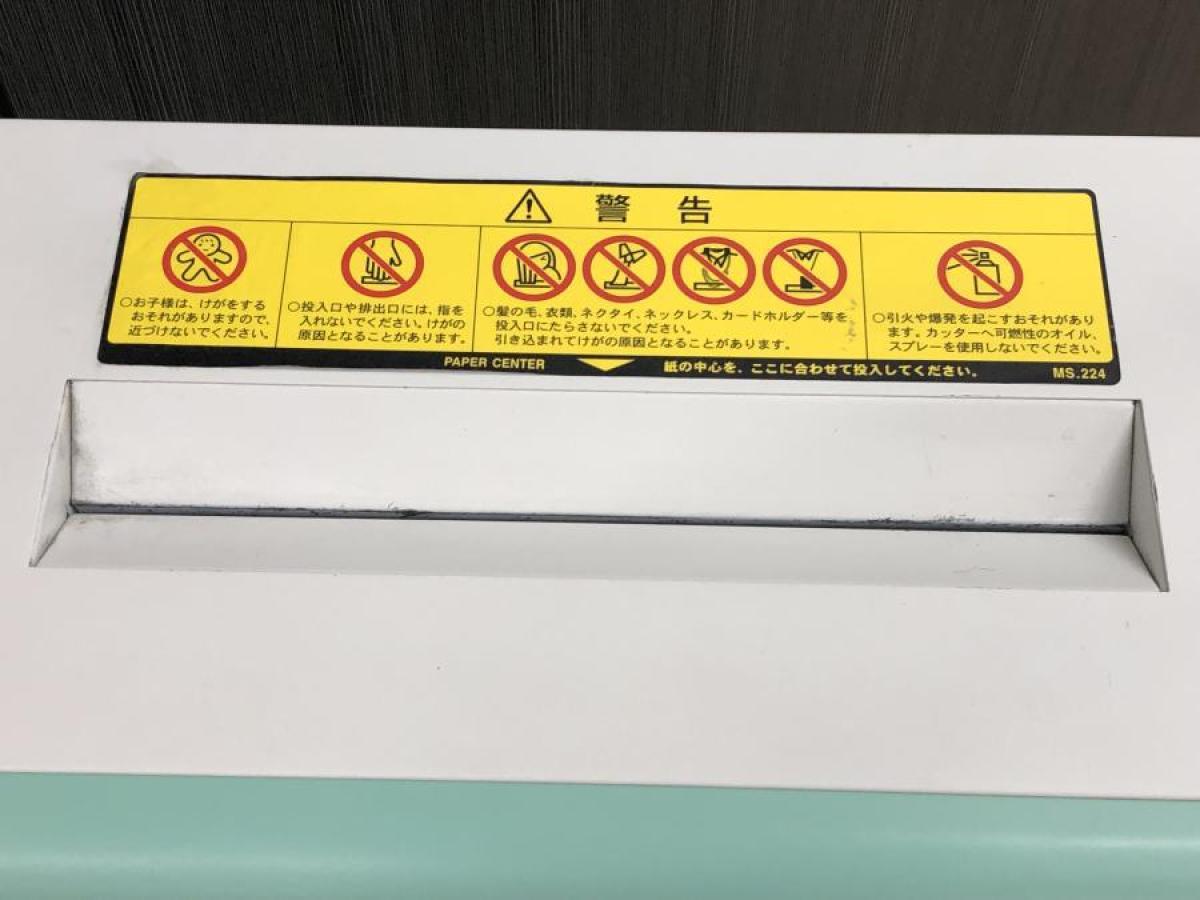 警告
○お子様は、けがをする
おそれがありますので、
近づけないでください。
○投入口や排出口には、指を
入れないでください。けがの
原因となることがあります。
○髪の毛、衣類、ネクタイ、ネックレス、カードホルダー等を
投入口にたらさないでください。
引き込まれてけがの原因となることがあります。
○引火や爆発を起こすおそれがあり
ます。カッターへ可燃性のオイル、
スプレーを使用しないでください。
PAPER CENTER 紙の中心を、ここに合わせて投入してください。 MS.224